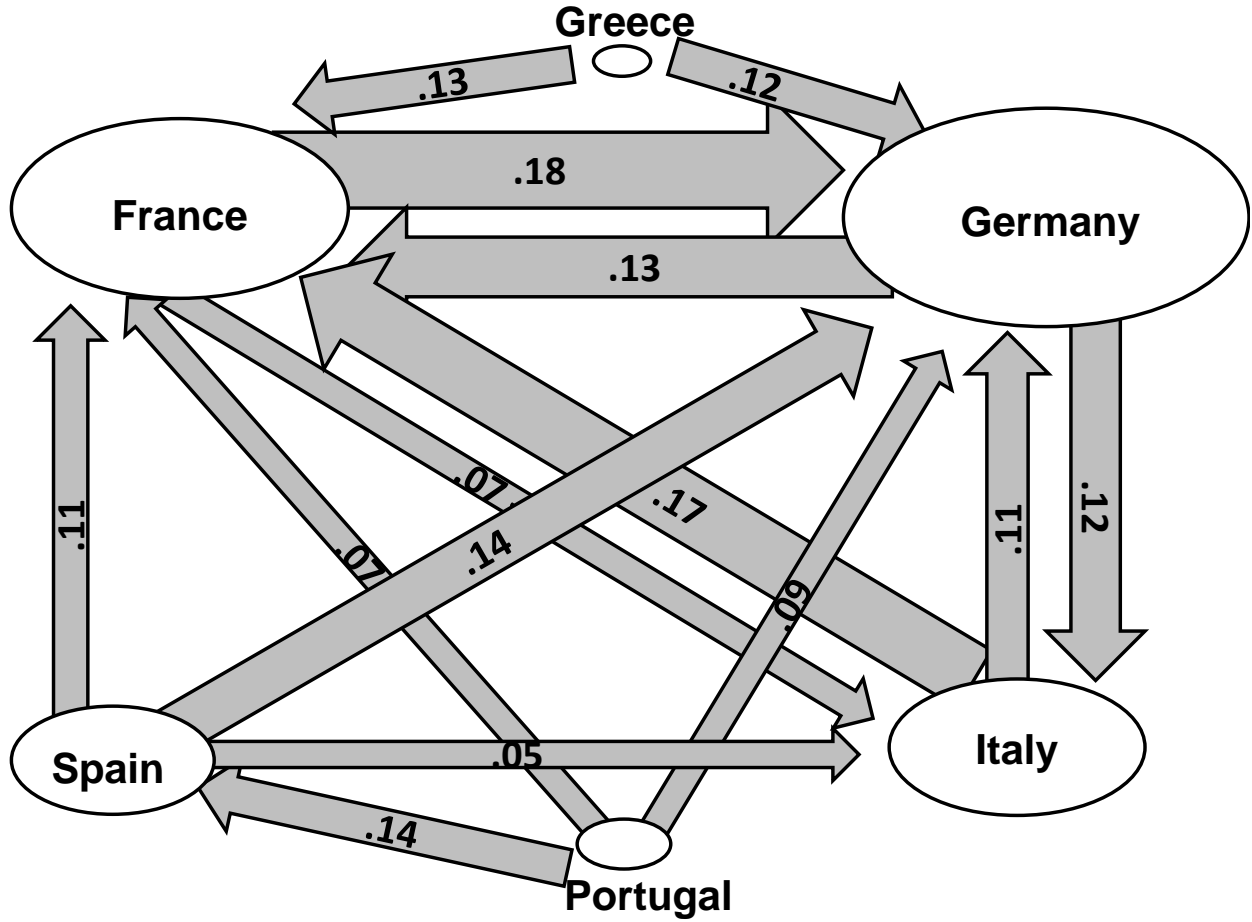 Greece
.13
.12
.18
France
Germany
.13
.07
.17
.11
.14
.07
.09
.11
.12
.05
Spain
Italy
.14
Portugal